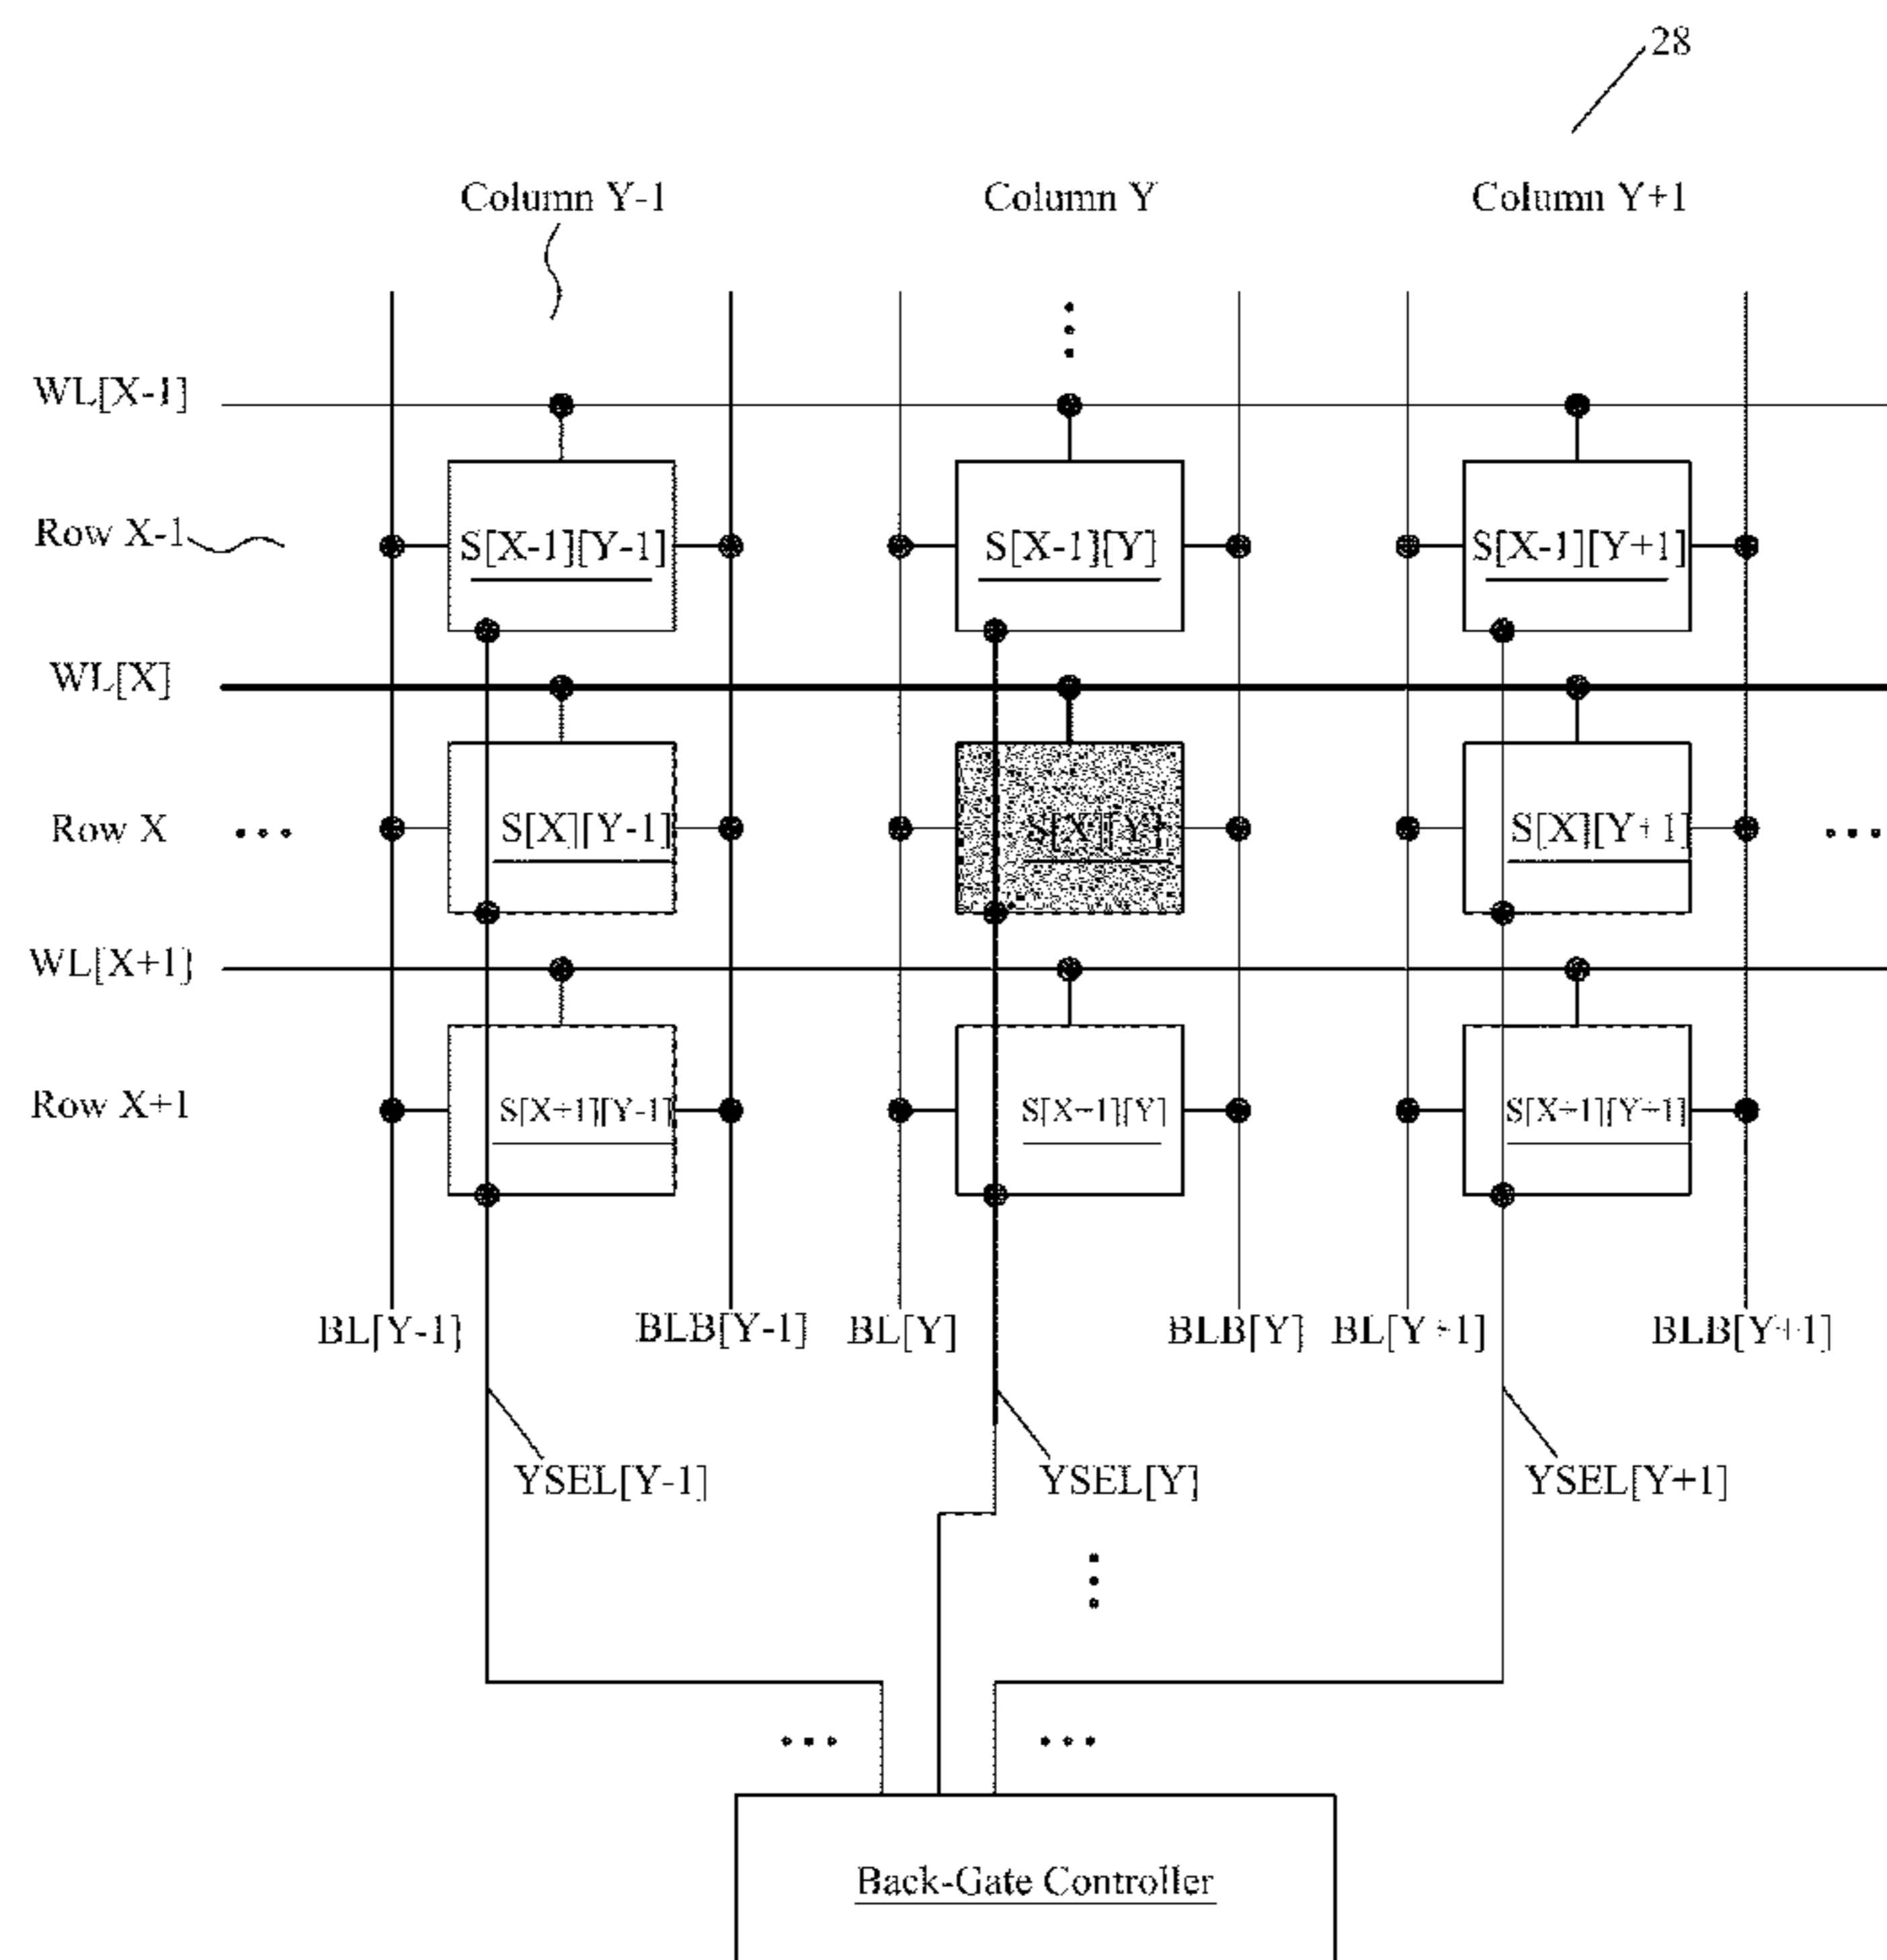 28
Column Y-1 Column Y Column Y+1
WL[X-1]
Row X-1 S[X-1][Y-1] S[X-1][Y] S[X-1][Y+1]
WL[X]
Row X S[X][Y-1] S[X][Y] S[X][Y+1]
WL[X+1]
Row X+1 S[X+1][Y-1] S[X+1][Y] S[X+1][Y+1]
BL[Y-1] BLB[Y-1] BL[Y] BLB[Y] BL[Y+1] BLB[Y+1]
YSEL[Y-1] YSEL[Y] YSEL[Y+1]
Back-Gate Controller